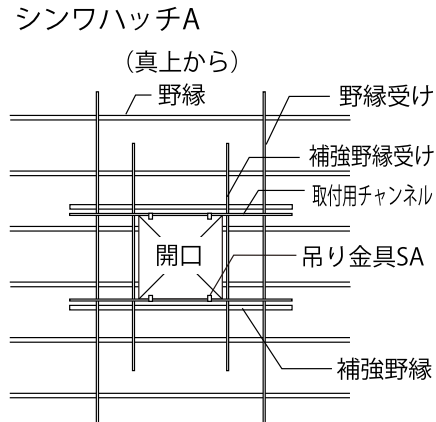 シンワハッチA
（真上から）
野縁
野縁受け
補強野縁受け
取付用チャンネル
開口
吊り金具SA
補強野縁